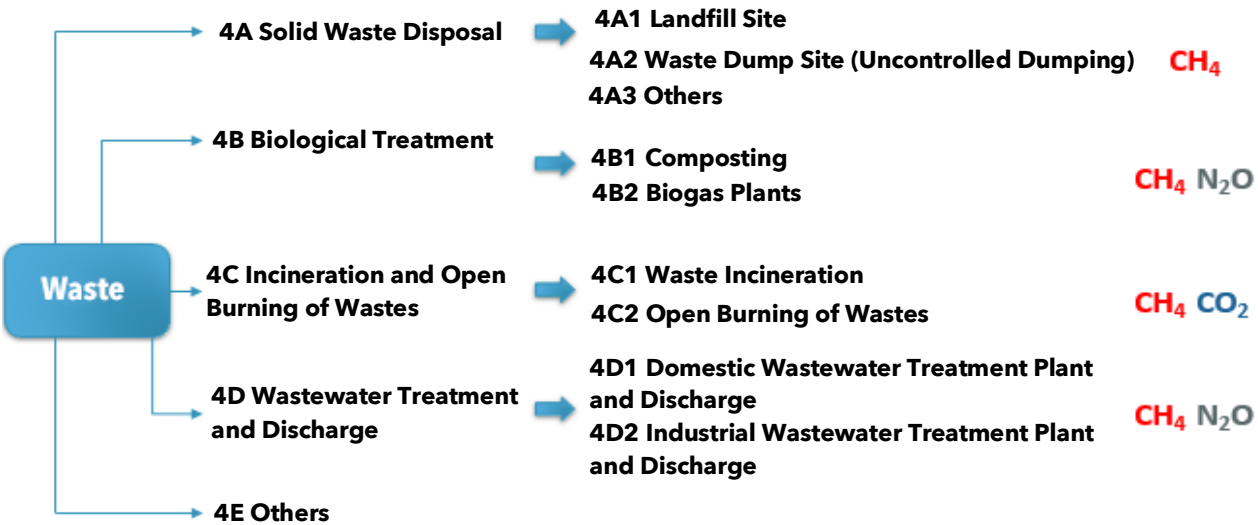 4A Solid Waste Disposal
4A1 Landfill Site
4A2 Waste Dump Site (Uncontrolled Dumping)
4A3 Others
CH₄
4B Biological Treatment
4B1 Composting
4B2 Biogas Plants
CH₄ N₂O
Waste
4C Incineration and Open
Burning of Wastes
4C1 Waste Incineration
4C2 Open Burning of Wastes
CH₄ CO₂
4D Wastewater Treatment
and Discharge
4D1 Domestic Wastewater Treatment Plant
and Discharge
4D2 Industrial Wastewater Treatment Plant
and Discharge
CH₄ N₂O
4E Others